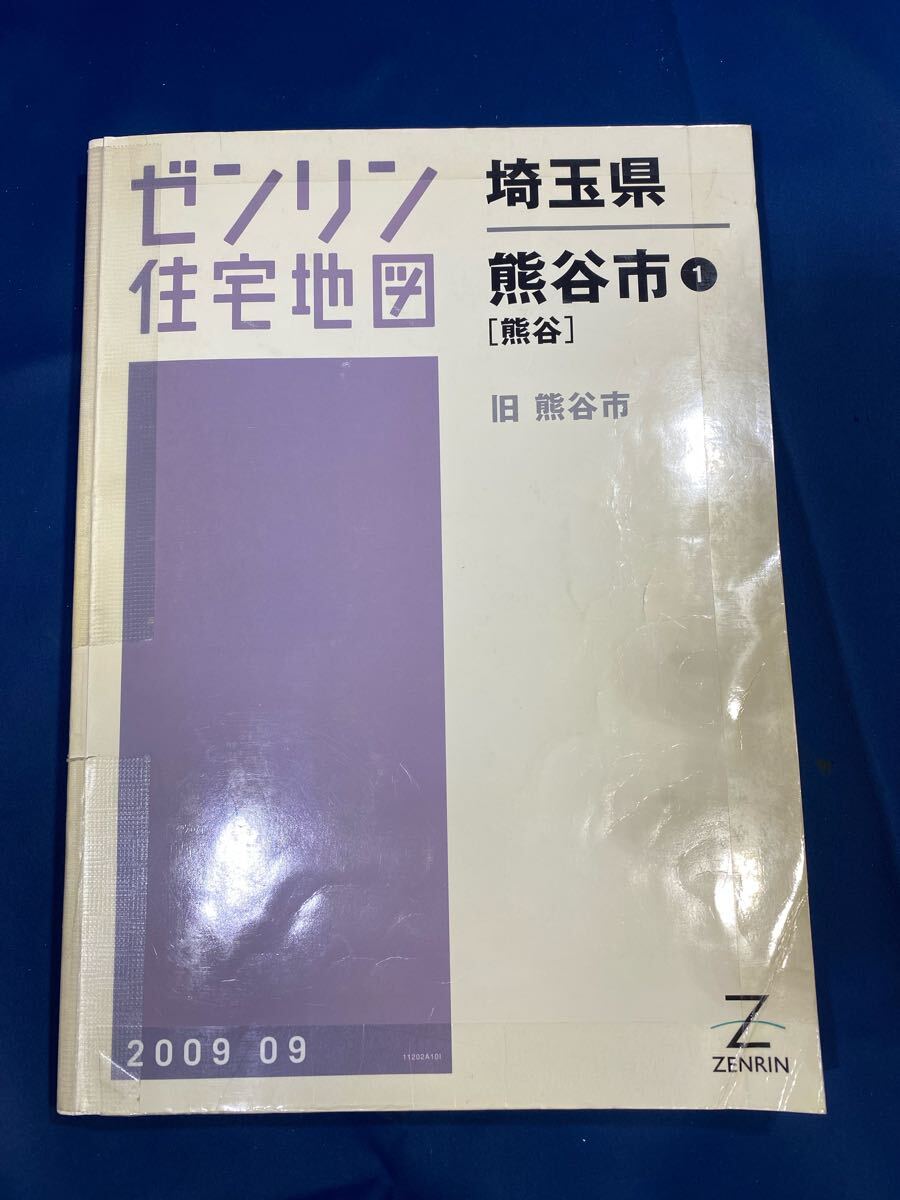 ゼンリン
住宅地図
埼玉県
熊谷市❶
[熊谷]
旧 熊谷市
2009 09
11202A10I
Z
ZENRIN